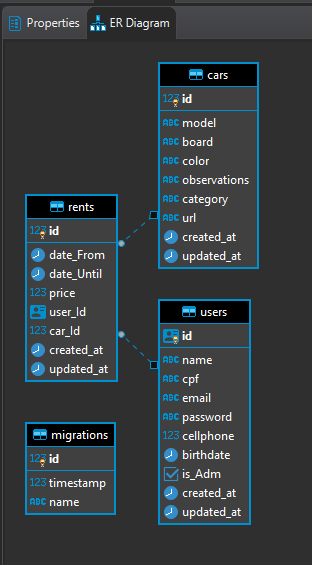 Properties
ER Diagram
cars
123 id
ABC model
ABC board
ABC color
ABC observations
ABC category
ABC url
created_at
updated_at
rents
123 id
date_From
date_Until
123 price
user_Id
123 car_Id
created_at
updated_at
users
id
ABC name
ABC cpf
ABC email
ABC password
123 cellphone
birthdate
is_Adm
created_at
updated_at
migrations
123 id
123 timestamp
ABC name